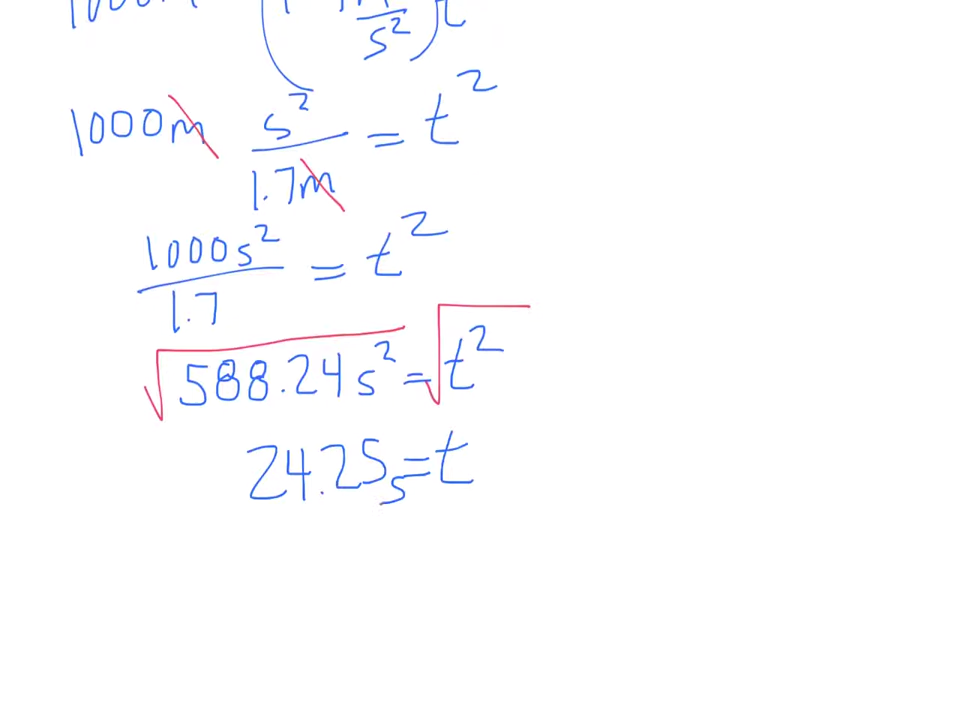 1000m s²/1.7m = t²
1000s²/1.7 = t²
√588.24s² = √t²
24.25s = t